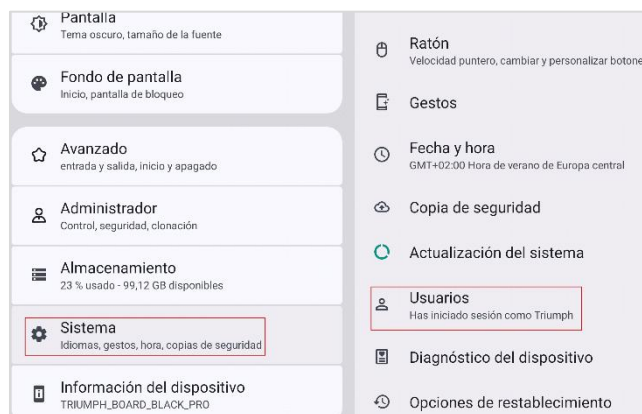 Pantalla
Tema oscuro, tamaño de la fuente
Fondo de pantalla
Inicio, pantalla de bloqueo
Avanzado
entrada y salida, inicio y apagado
Administrador
Control, seguridad, clonación
Almacenamiento
23 % usado - 99,12 GB disponibles
Sistema
Idiomas, gestos, hora, copias de seguridad
Información del dispositivo
TRIUMPH_BOARD_BLACK_PRO
Ratón
Velocidad puntero, cambiar y personalizar botone
Gestos
Fecha y hora
GMT+02:00 Hora de verano de Europa central
Copia de seguridad
Actualización del sistema
Usuarios
Has iniciado sesión como Triumph
Diagnóstico del dispositivo
Opciones de restablecimiento